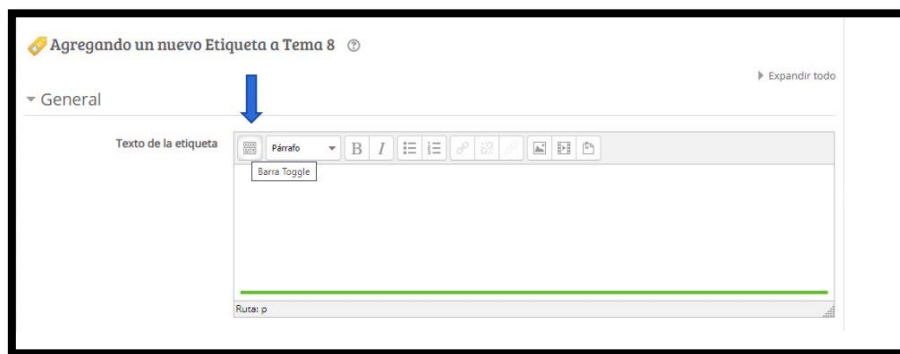 Agregando un nuevo Etiqueta a Tema 8
Expandir todo
General
Texto de la etiqueta
Párrafo
B I
Barra Toggle
Ruta: p